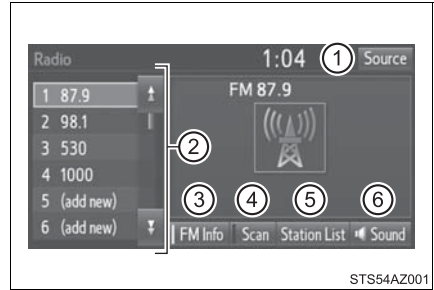 Radio 1:04 1 Source
1 87.9 FM 87.9
2 98.1
3 530 2
4 1000
5 (add new) 3 4 5 6
6 (add new) FM Info Scan Station List Sound
STS54AZ001